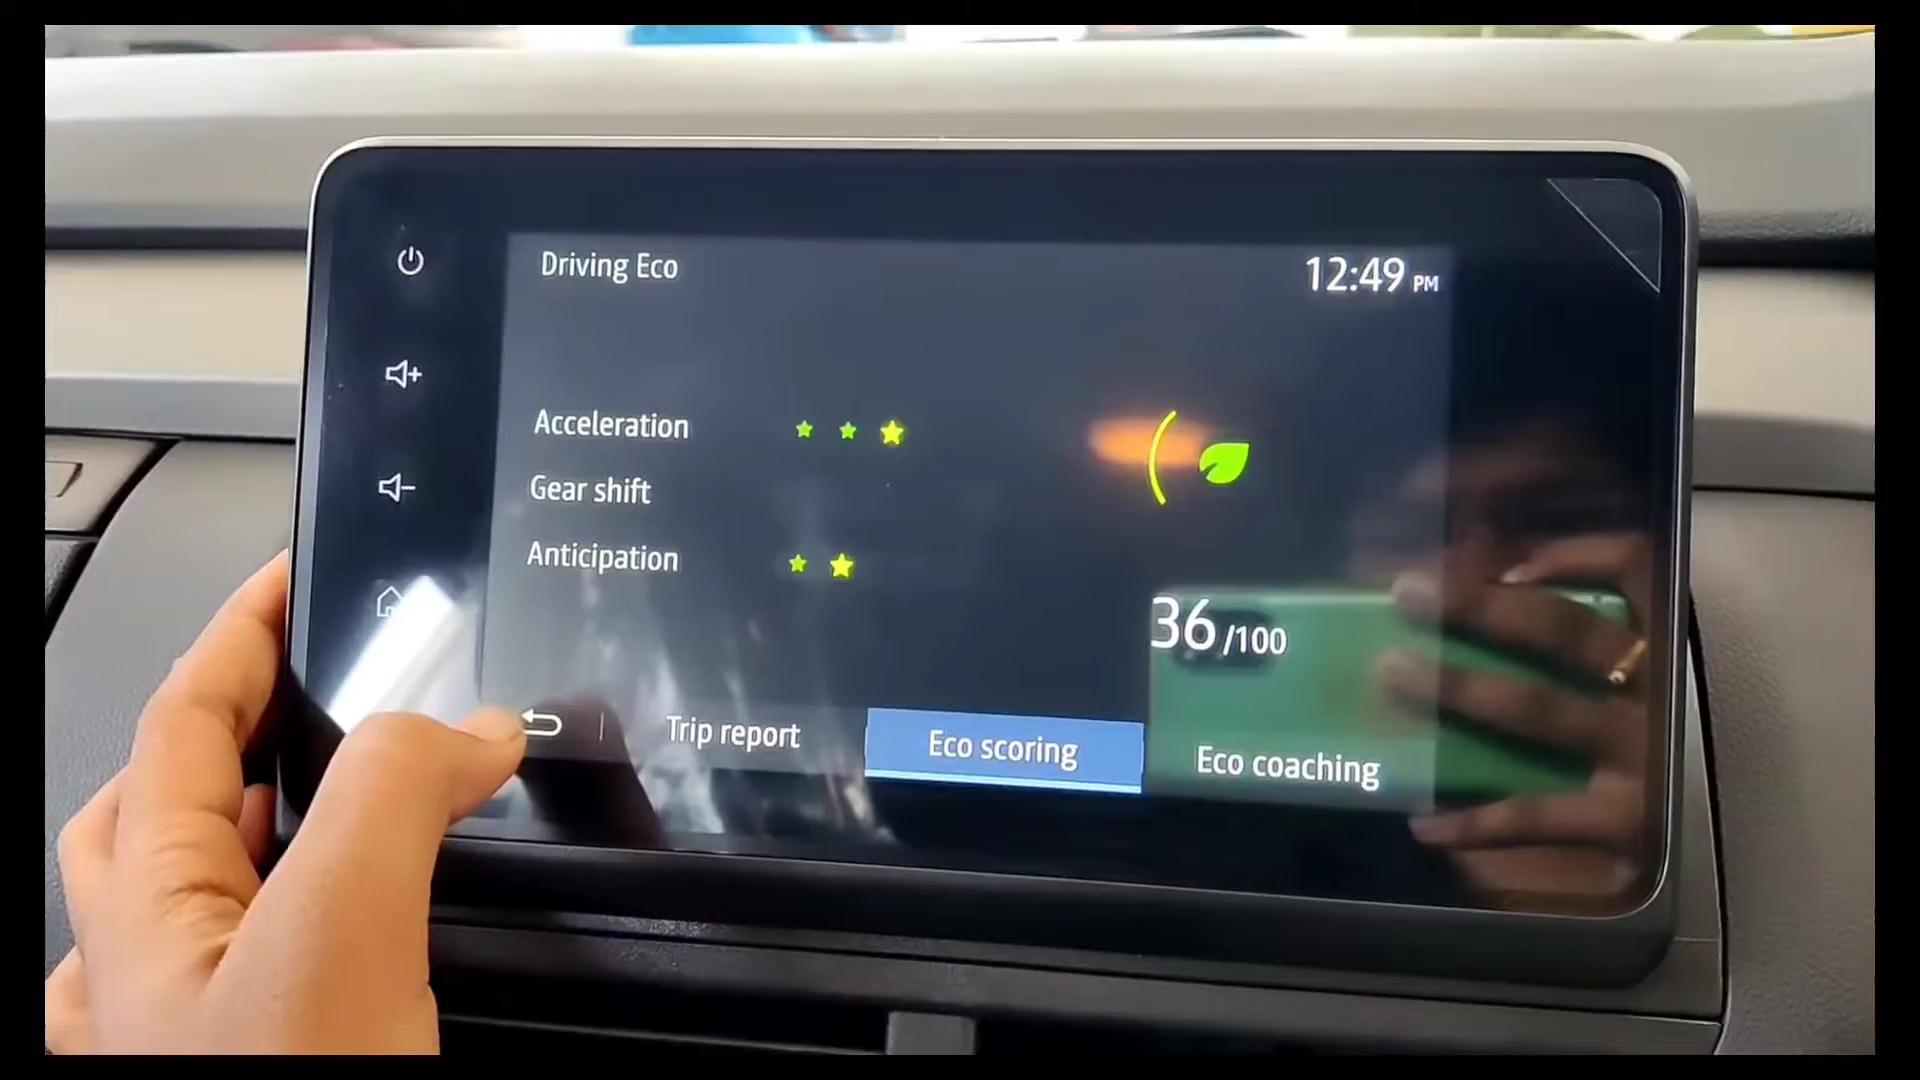 Driving Eco
12:49 PM
Acceleration
Gear shift
Anticipation
36/100
Trip report
Eco scoring
Eco coaching